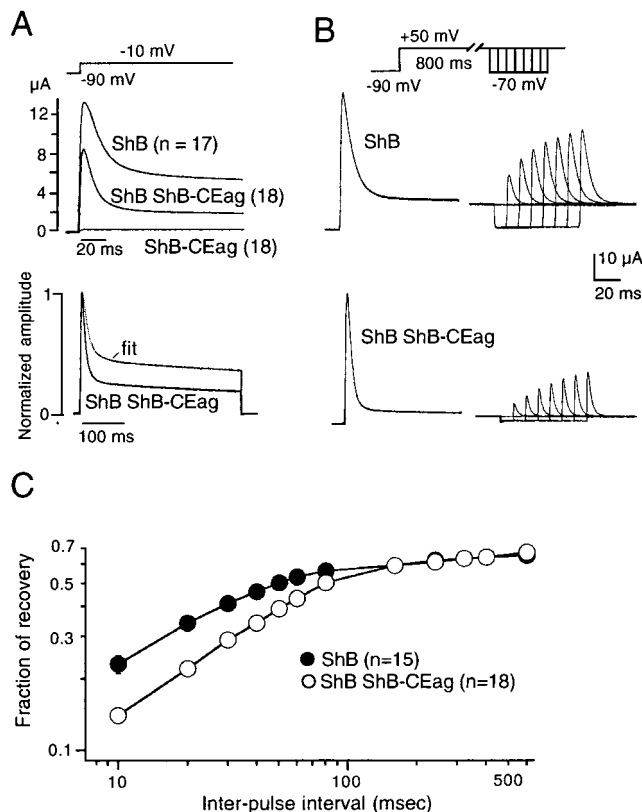 A
-10 mV
-90 mV
µA
12
8
4
2
0
ShB (n = 17)
ShB ShB-CEag (18)
ShB-CEag (18)
20 ms
Normalized amplitude
1
0
fit
ShB ShB-CEag
100 ms
B
+50 mV
800 ms
-90 mV
-70 mV
ShB
10 µA
20 ms
ShB ShB-CEag
C
Fraction of recovery
0.7
0.5
0.3
0.1
ShB (n=15)
ShB ShB-CEag (n=18)
10
100
500
Inter-pulse interval (msec)